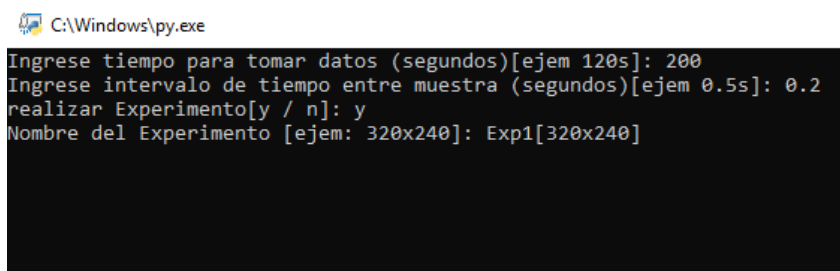 C:\Windows\py.exe
Ingrese tiempo para tomar datos (segundos)[ejem 120s]: 200
Ingrese intervalo de tiempo entre muestra (segundos)[ejem 0.5s]: 0.2
realizar Experimento[y / n]: y
Nombre del Experimento [ejem: 320x240]: Exp1[320x240]